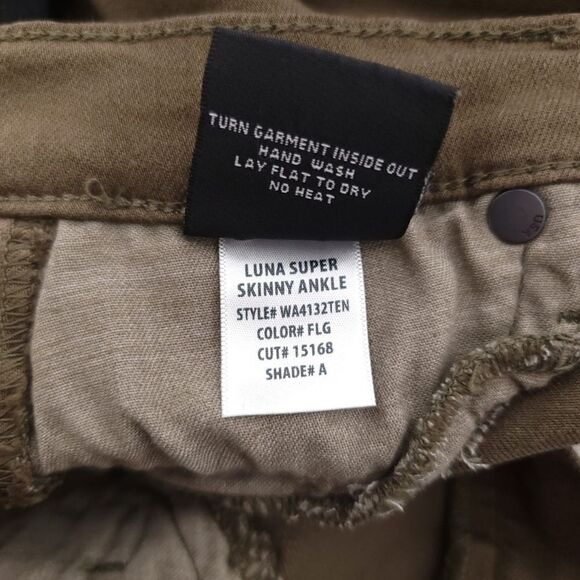 TURN GARMENT INSIDE OUT
HAND WASH
LAY FLAT TO DRY
NO HEAT
LUNA SUPER
SKINNY ANKLE
STYLE# WA4132TEN
COLOR# FLG
CUT# 15168
SHADE# A